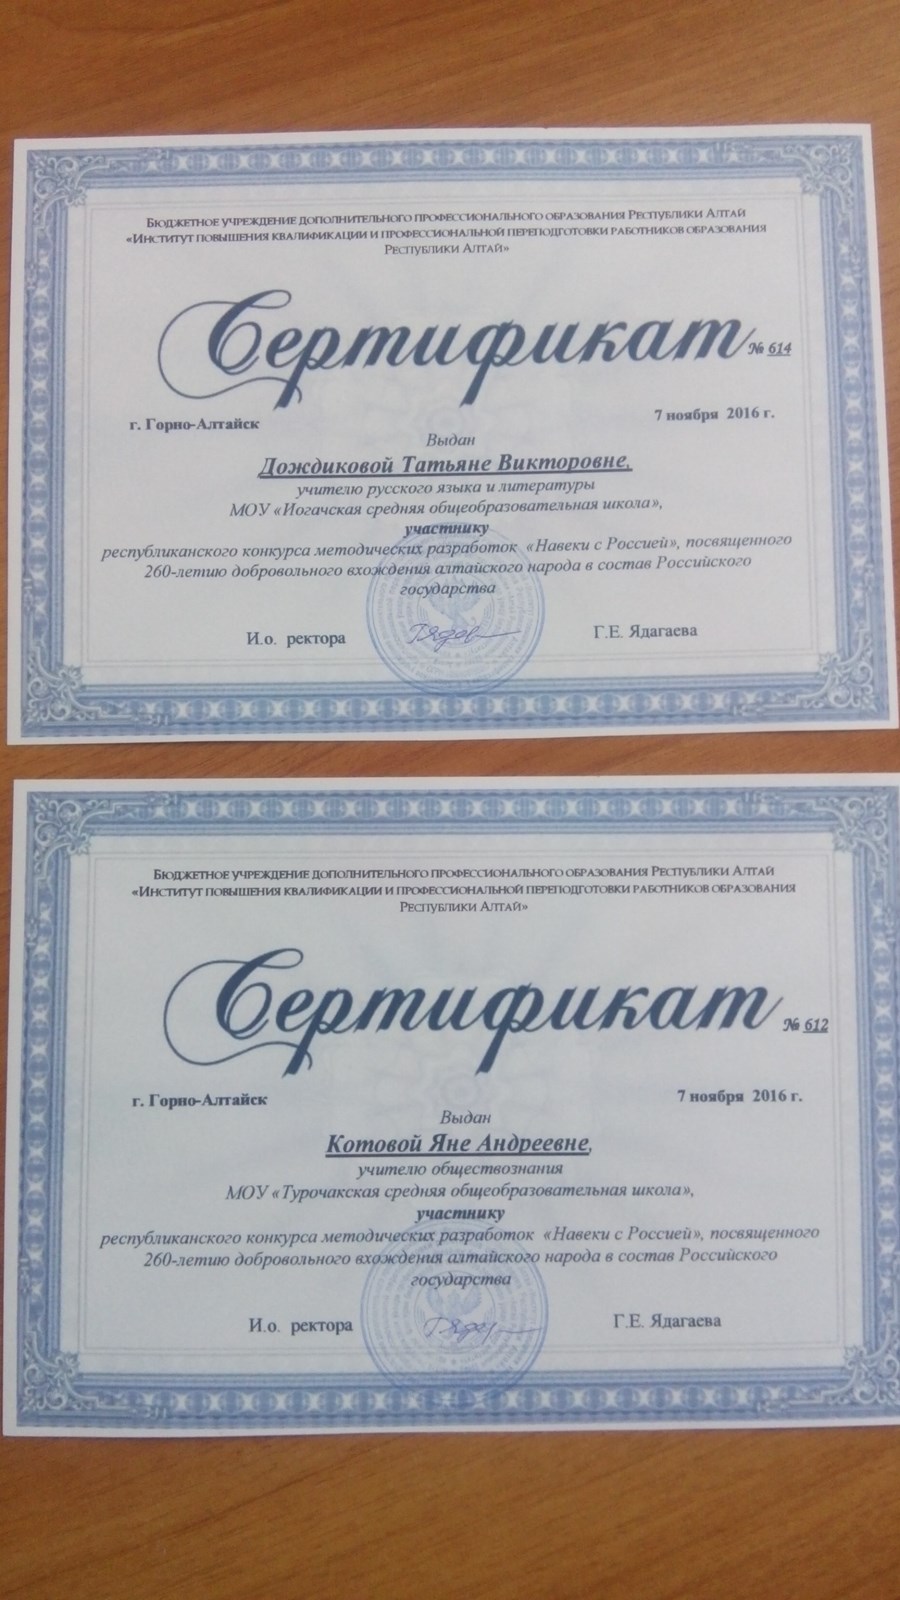 Бюджетное учреждение дополнительного профессионального образования Республики Алтай
«Институт повышения квалификации и профессиональной переподготовки работников образования
Республики Алтай»
Сертификат № 614
г. Горно-Алтайск 7 ноября 2016 г.
Выдан
Дождиковой Татьяне Викторовне,
учителю русского языка и литературы
МОУ «Иогачская средняя общеобразовательная школа»,
участнику
республиканского конкурса методических разработок «Навеки с Россией», посвященного
260-летию добровольного вхождения алтайского народа в состав Российского
государства
И.о. ректора Г.Е. Ядагаева
Бюджетное учреждение дополнительного профессионального образования Республики Алтай
«Институт повышения квалификации и профессиональной переподготовки работников образования
Республики Алтай»
Сертификат № 612
г. Горно-Алтайск 7 ноября 2016 г.
Выдан
Котовой Яне Андреевне,
учителю обществознания
МОУ «Турочакская средняя общеобразовательная школа»,
участнику
республиканского конкурса методических разработок «Навеки с Россией», посвященного
260-летию добровольного вхождения алтайского народа в состав Российского
государства
И.о. ректора Г.Е. Ядагаева